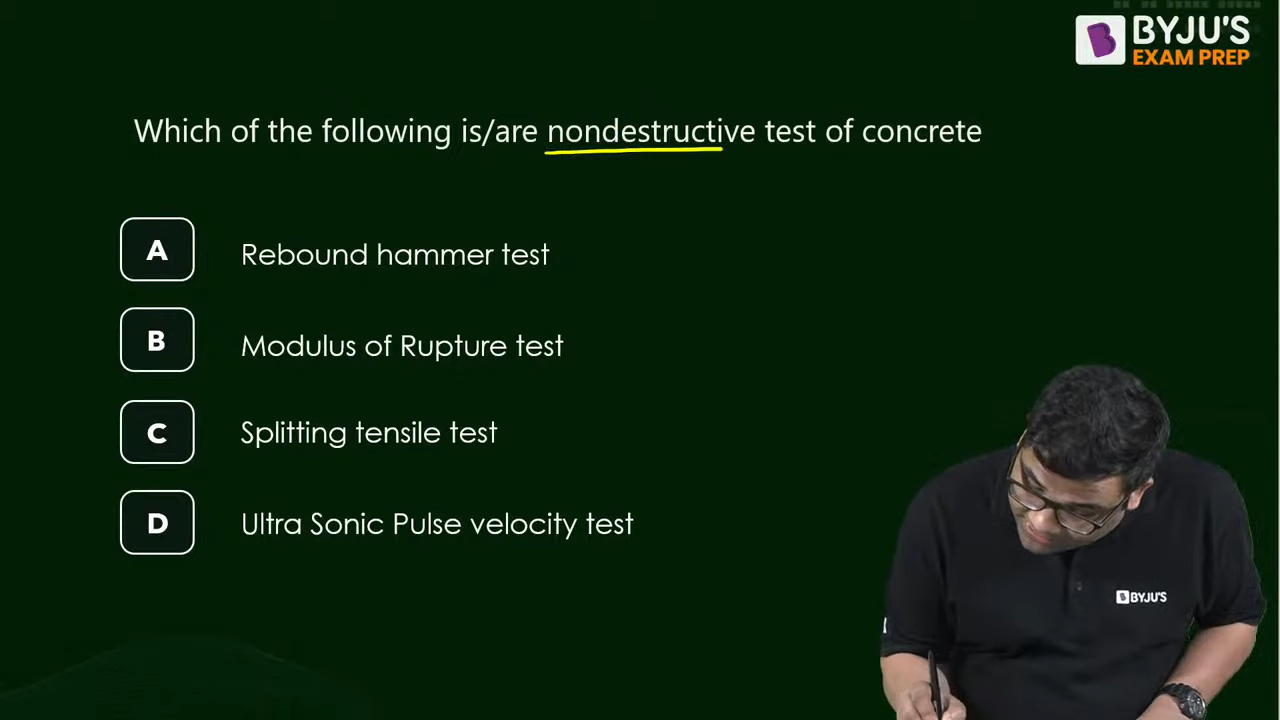 BYJU'S
EXAM PREP
Which of the following is/are nondestructive test of concrete
A Rebound hammer test
B Modulus of Rupture test
C Splitting tensile test
D Ultra Sonic Pulse velocity test
BYJU'S